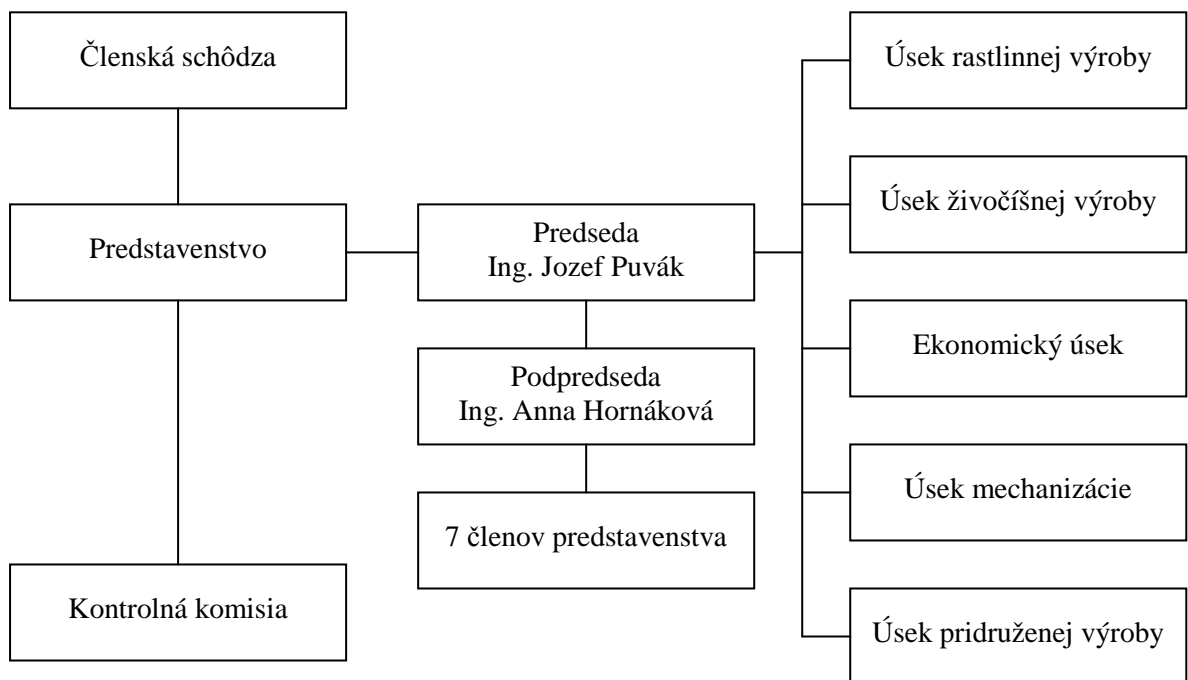 Členská schôdza
Predstavenstvo
Kontrolná komisia
Predseda
Ing. Jozef Puvák
Podpredseda
Ing. Anna Hornáková
7 členov predstavenstva
Úsek rastlinnej výroby
Úsek živočíšnej výroby
Ekonomický úsek
Úsek mechanizácie
Úsek pridruženej výroby